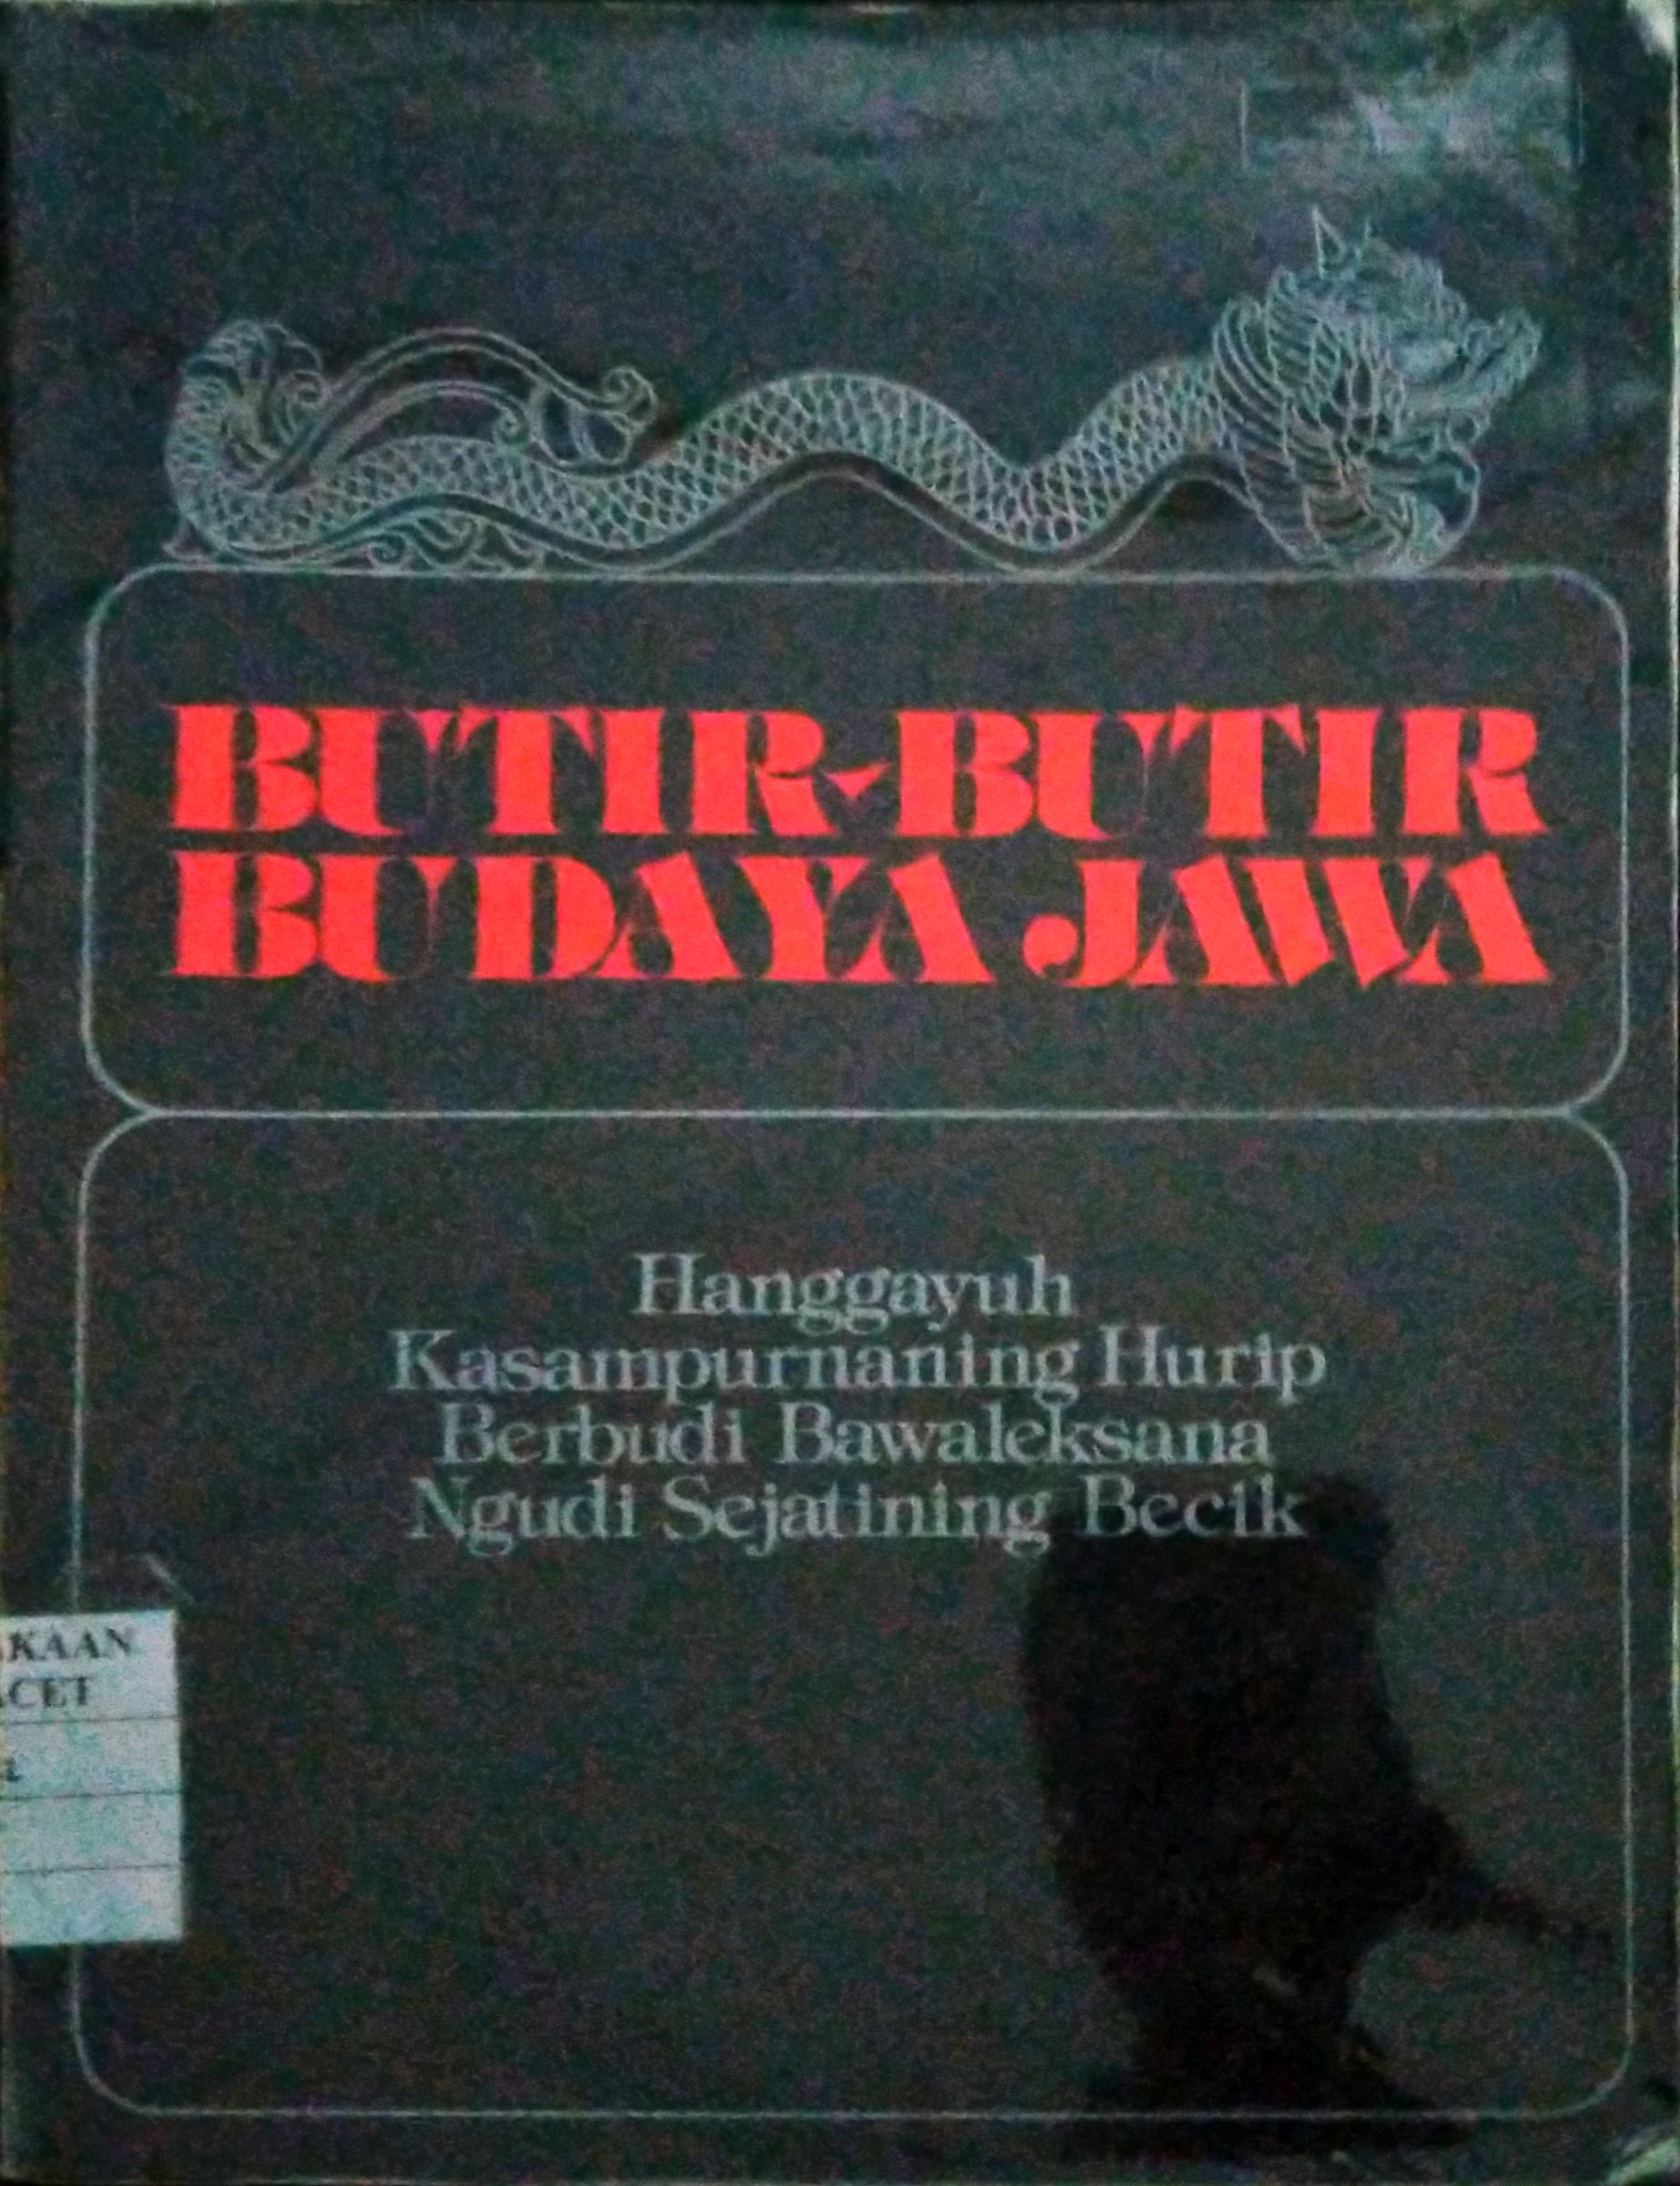 BUTIR-BUTIR
BUDAYA JAWA
Hanggayuh
Kasampurnaning Hurip
Berbudi Bawaleksana
Ngudi Sejatining Becik
KAAN
CET